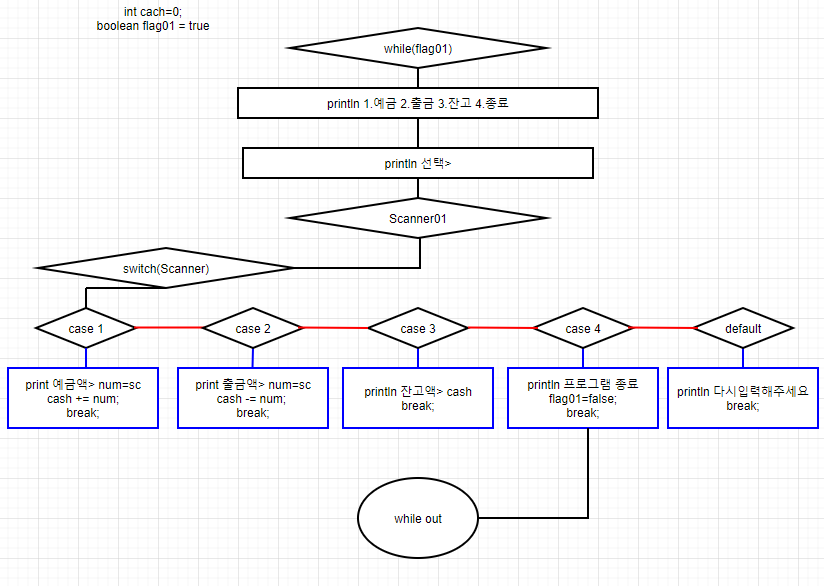 int cach=0;
boolean flag01 = true
while(flag01)
println 1.예금 2.출금 3.잔고 4.종료
println 선택>
Scanner01
switch(Scanner)
case 1
case 2
case 3
case 4
default
print 예금액> num=sc
cash += num;
break;
print 출금액> num=sc
cash -= num;
break;
println 잔고액> cash
break;
println 프로그램 종료
flag01=false;
break;
println 다시입력해주세요
break;
while out